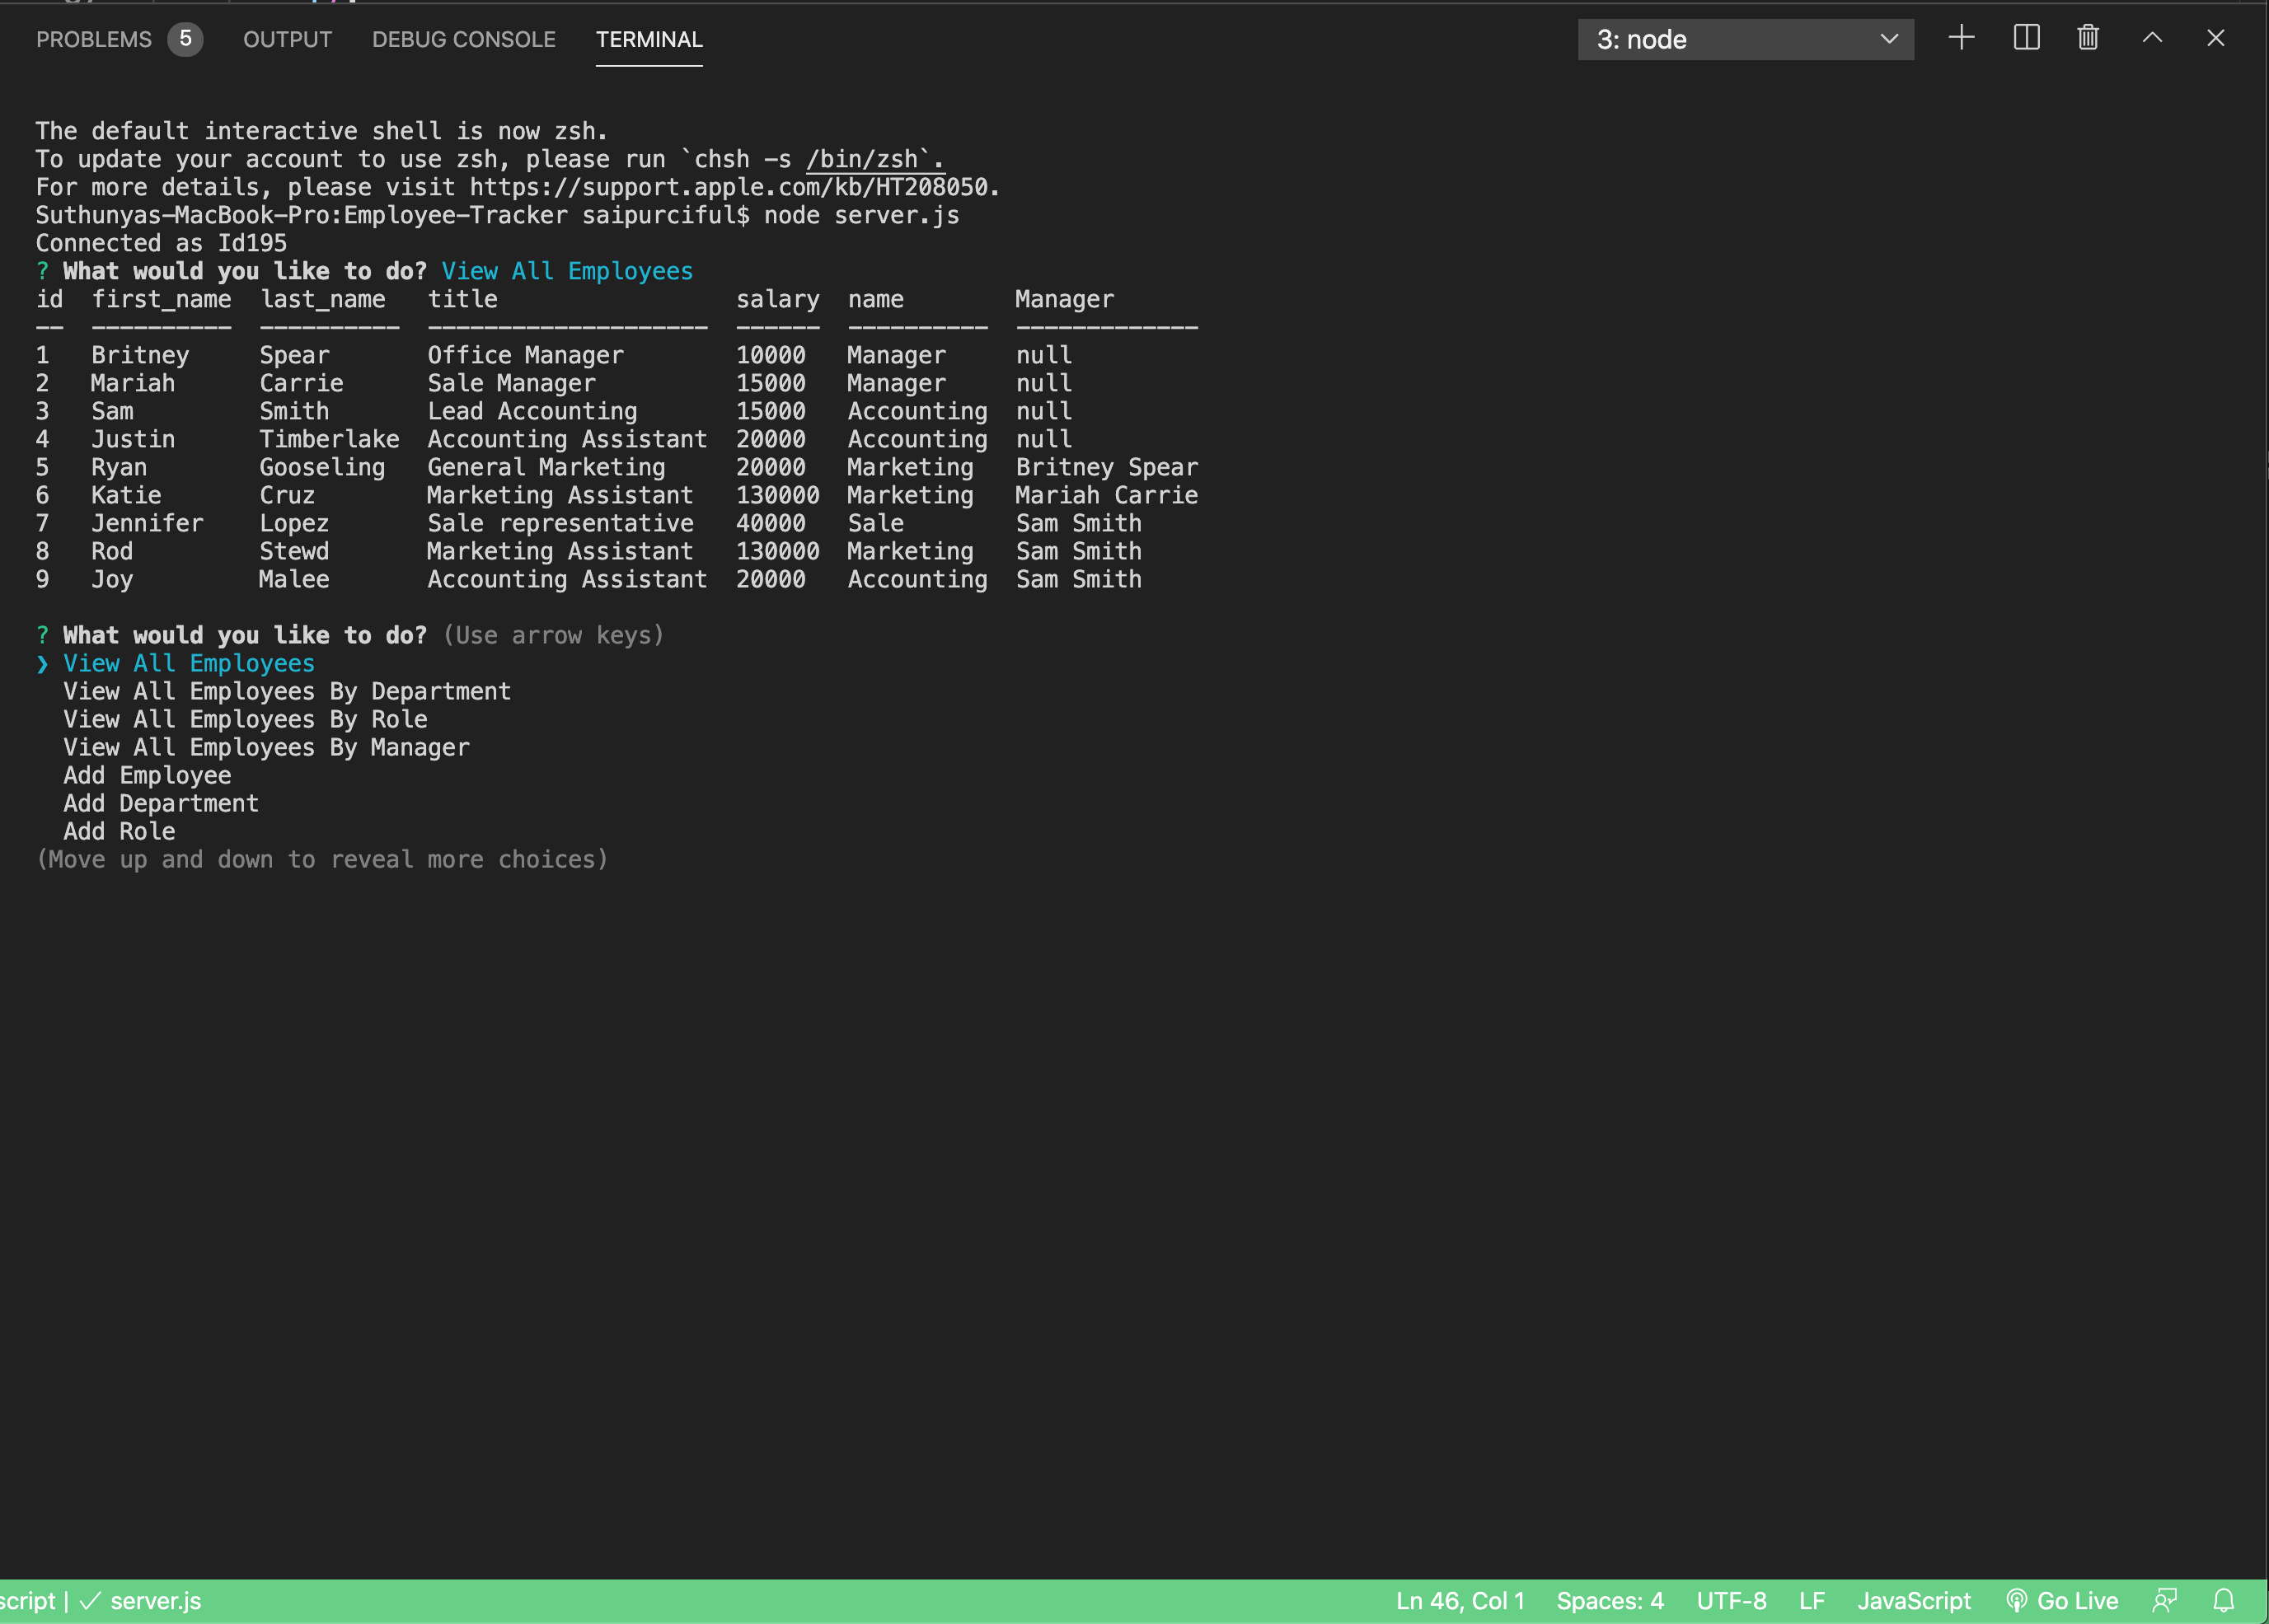 PROBLEMS 5 OUTPUT DEBUG CONSOLE TERMINAL 3: node
The default interactive shell is now zsh.
To update your account to use zsh, please run `chsh -s /bin/zsh`.
For more details, please visit https://support.apple.com/kb/HT208050.
Suthunyas-MacBook-Pro:Employee-Tracker saipurciful$ node server.js
Connected as Id195
? What would you like to do? View All Employees
id  first_name  last_name   title                 salary  name        Manager
--  ----------  ----------  --------------------  ------  ----------  -------------
1   Britney     Spear       Office Manager        10000   Manager     null
2   Mariah      Carrie      Sale Manager          15000   Manager     null
3   Sam         Smith       Lead Accounting       15000   Accounting  null
4   Justin      Timberlake  Accounting Assistant  20000   Accounting  null
5   Ryan        Gooseling   General Marketing     20000   Marketing   Britney Spear
6   Katie       Cruz        Marketing Assistant   130000  Marketing   Mariah Carrie
7   Jennifer    Lopez       Sale representative   40000   Sale        Sam Smith
8   Rod         Stewd       Marketing Assistant   130000  Marketing   Sam Smith
9   Joy         Malee       Accounting Assistant  20000   Accounting  Sam Smith
? What would you like to do? (Use arrow keys)
❯ View All Employees
  View All Employees By Department
  View All Employees By Role
  View All Employees By Manager
  Add Employee
  Add Department
  Add Role
(Move up and down to reveal more choices)
script | ✓ server.js Ln 46, Col 1 Spaces: 4 UTF-8 LF JavaScript Go Live